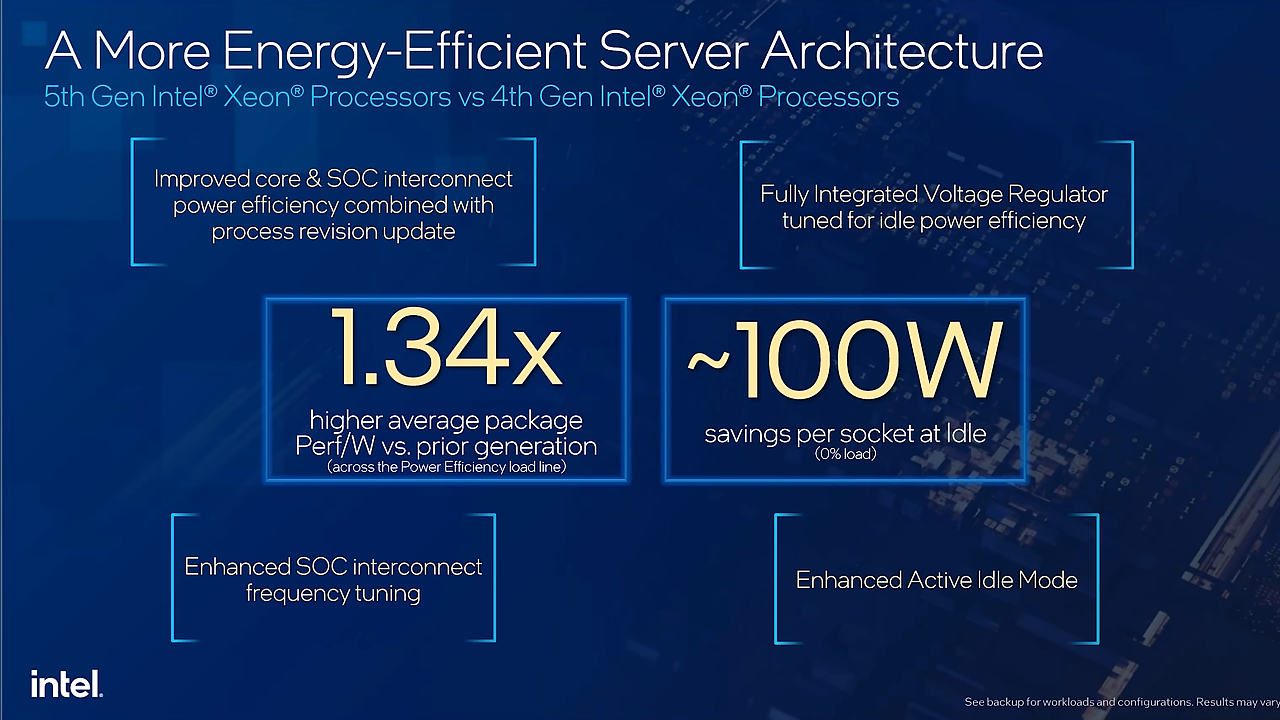 A More Energy-Efficient Server Architecture
5th Gen Intel® Xeon® Processors vs 4th Gen Intel® Xeon® Processors
Improved core & SOC interconnect
power efficiency combined with
process revision update
Fully Integrated Voltage Regulator
tuned for idle power efficiency
1.34x
higher average package
Perf/W vs. prior generation
(across the Power Efficiency load line)
~100W
savings per socket at Idle
(0% load)
Enhanced SOC interconnect
frequency tuning
Enhanced Active Idle Mode
intel.
See backup for workloads and configurations. Results may vary